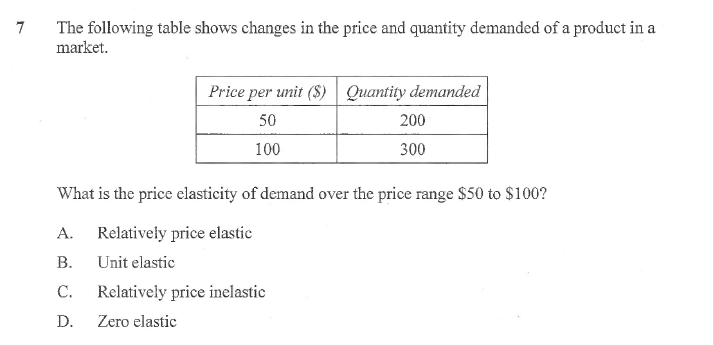 7 The following table shows changes in the price and quantity demanded of a product in a
market.
Price per unit ($) Quantity demanded
50 200
100 300
What is the price elasticity of demand over the price range $50 to $100?
A. Relatively price elastic
B. Unit elastic
C. Relatively price inelastic
D. Zero elastic